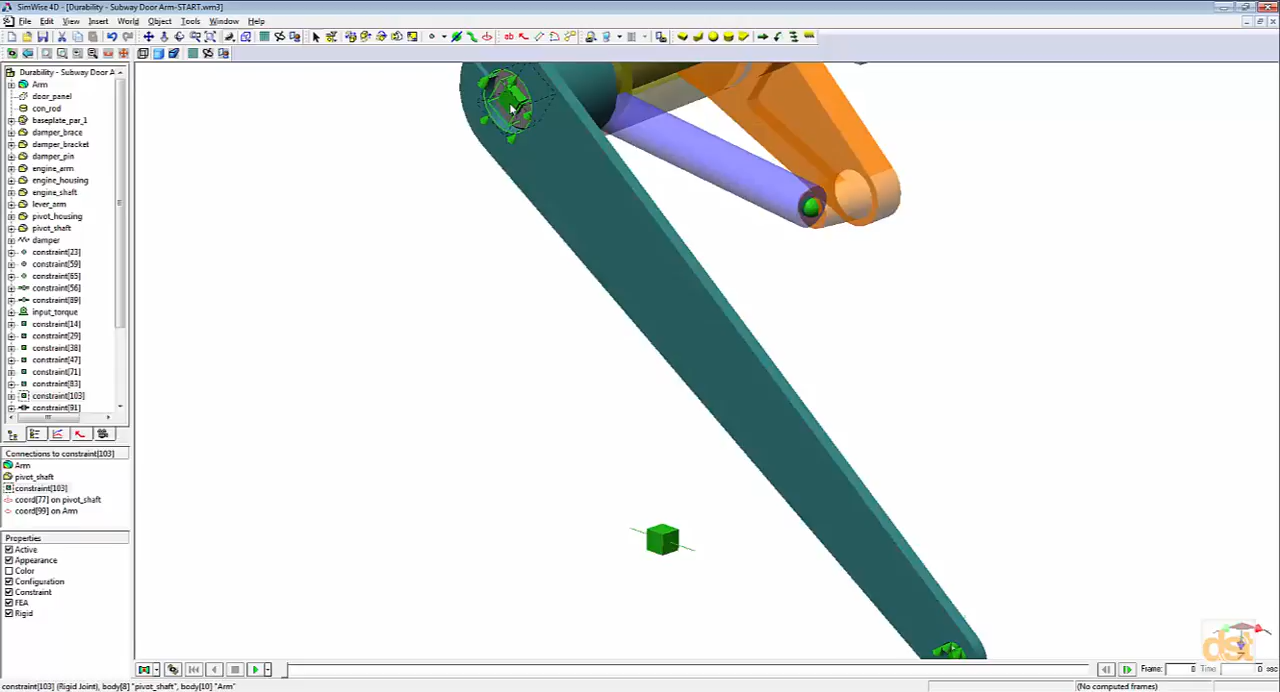 SimWise 4D - [Durability - Subway Door Arm-START.wm3]
File Edit View Insert World Object Tools Window Help
Durability - Subway Door A
Arm
door_panel
con_rod
baseplate_par_1
damper_brace
damper_bracket
damper_pin
engine_arm
engine_housing
engine_shaft
lever_arm
pivot_housing
pivot_shaft
damper
constraint[23]
constraint[59]
constraint[65]
constraint[56]
constraint[89]
input_torque
constraint[14]
constraint[29]
constraint[38]
constraint[47]
constraint[71]
constraint[83]
constraint[103]
constraint[91]
Connections to constraint[103]
Arm
pivot_shaft
constraint[103]
coord[77] on pivot_shaft
coord[99] on Arm
Properties
Active
Appearance
Color
Configuration
Constraint
FEA
Rigid
dst
Frame: 0 Time 0 sec
constraint[103] (Rigid Joint), body[8] "pivot_shaft", body[10] "Arm"
(No computed frames)